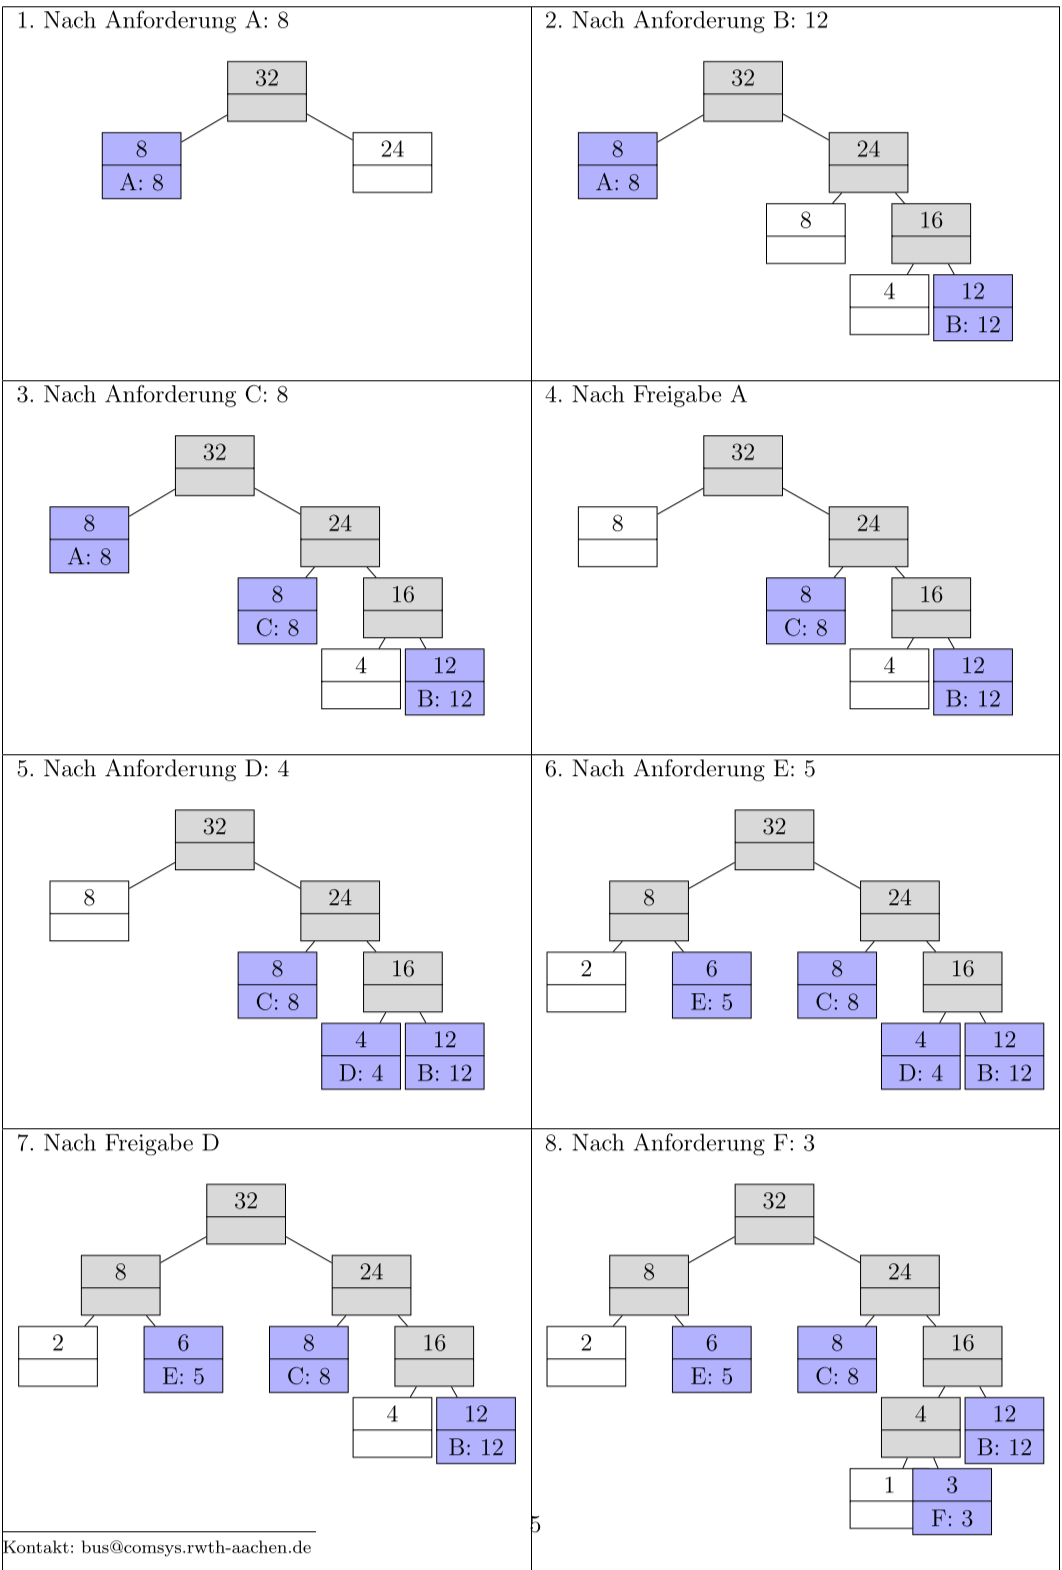 1. Nach Anforderung A: 8
32
8
24
A: 8
2. Nach Anforderung B: 12
32
8
24
A: 8
8
16
4
12
B: 12
3. Nach Anforderung C: 8
32
8
24
A: 8
8
16
C: 8
4
12
B: 12
4. Nach Freigabe A
32
8
24
8
16
C: 8
4
12
B: 12
5. Nach Anforderung D: 4
32
8
24
8
16
C: 8
4
12
D: 4
B: 12
6. Nach Anforderung E: 5
32
8
24
2
6
8
16
E: 5
C: 8
4
12
D: 4
B: 12
7. Nach Freigabe D
32
8
24
2
6
8
16
E: 5
C: 8
4
12
B: 12
8. Nach Anforderung F: 3
32
8
24
2
6
8
16
E: 5
C: 8
4
12
B: 12
1
3
F: 3
5
Kontakt: bus@comsys.rwth-aachen.de